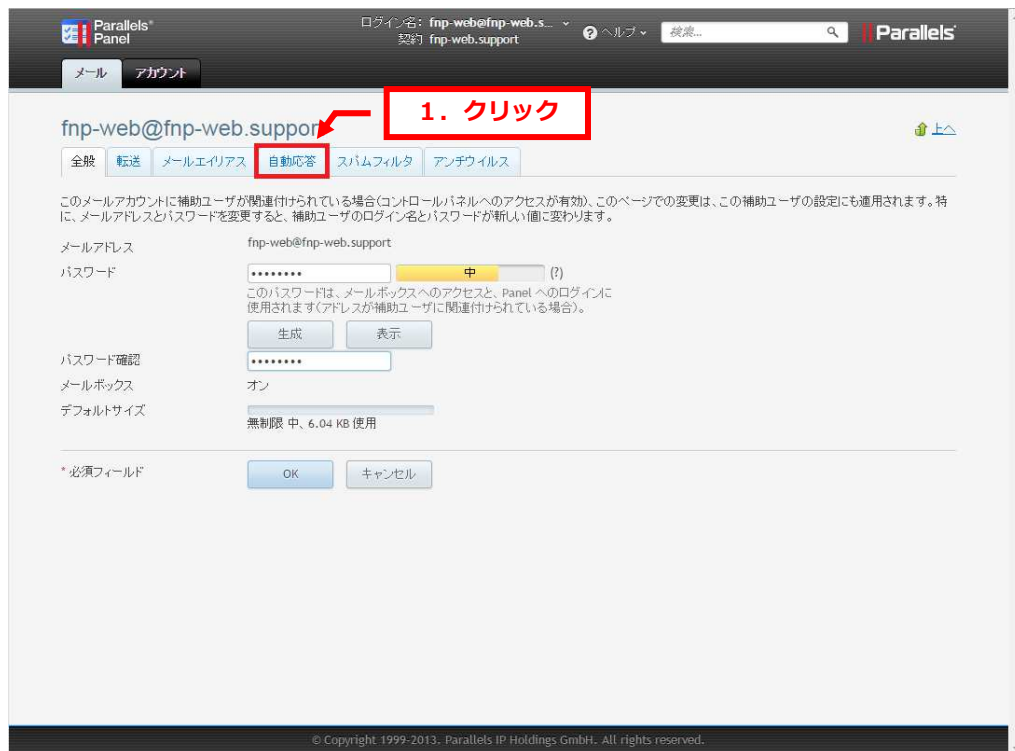 Parallels®
Panel
ログイン名: fnp-web@fnp-web.s...
契約 fnp-web.support
ヘルプ
検索...
Parallels®
メール アカウント
1．クリック
fnp-web@fnp-web.support
上へ
全般 転送 メールエイリアス 自動応答 スパムフィルタ アンチウイルス
このメールアカウントに補助ユーザが関連付けられている場合(コントロールパネルへのアクセスが有効)、このページでの変更は、この補助ユーザの設定にも適用されます。特
に、メールアドレスとパスワードを変更すると、補助ユーザのログイン名とパスワードが新しい値に変わります。
メールアドレス fnp-web@fnp-web.support
パスワード •••••••• 中 (?)
このパスワードは、メールボックスへのアクセスと、Panel へのログインに
使用されます(アドレスが補助ユーザに関連付けられている場合)。
生成 表示
パスワード確認 ••••••••
メールボックス オン
デフォルトサイズ
無制限 中、6.04 KB 使用
* 必須フィールド OK キャンセル
© Copyright 1999-2013. Parallels IP Holdings GmbH. All rights reserved.